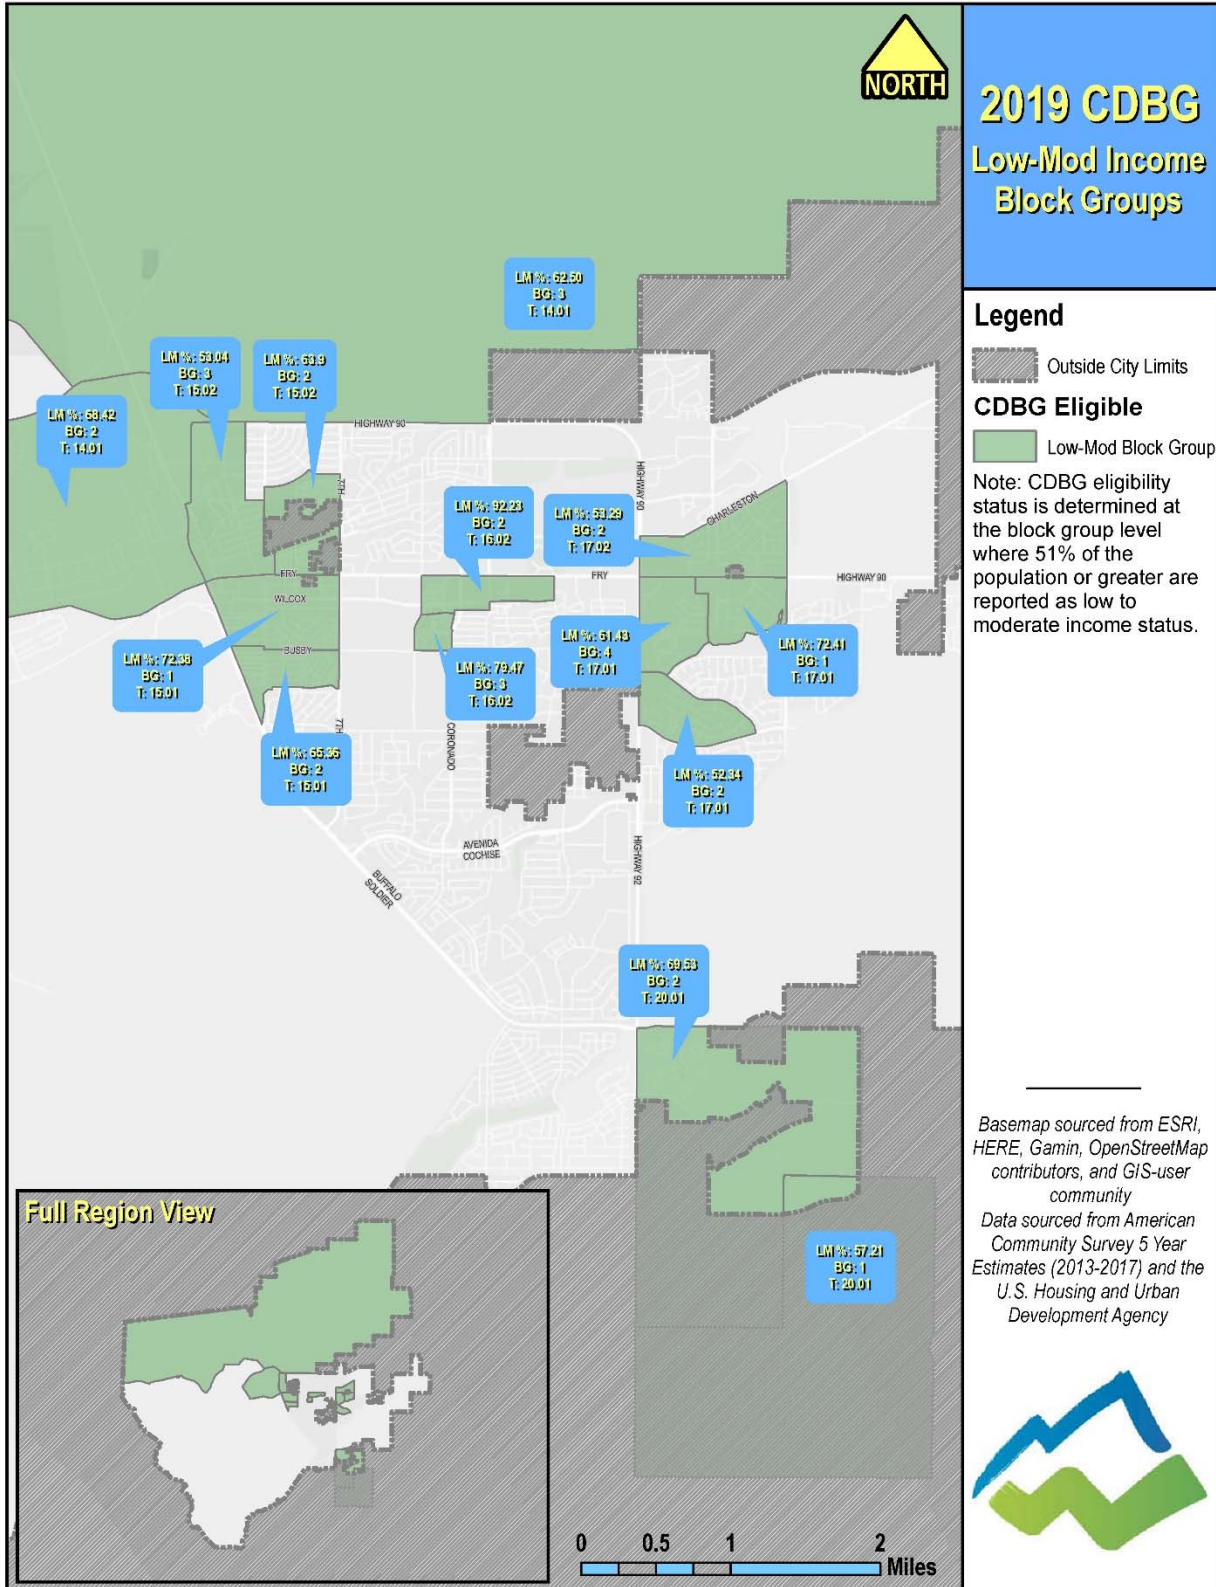 NORTH
2019 CDBG
Low-Mod Income
Block Groups
Legend
Outside City Limits
CDBG Eligible
Low-Mod Block Group
Note: CDBG eligibility
status is determined at
the block group level
where 51% of the
population or greater are
reported as low to
moderate income status.
LM %: 62.50
BG: 3
T: 14.01
LM %: 53.04
BG: 3
T: 15.02
LM %: 63.9
BG: 2
T: 15.02
LM %: 68.42
BG: 2
T: 14.01
HIGHWAY 90
7TH
HIGHWAY 90
LM %: 92.23
BG: 2
T: 16.02
LM %: 53.29
BG: 2
T: 17.02
CHARLESTON
FRY
FRY
HIGHWAY 90
WILCOX
BUSBY
LM %: 72.38
BG: 1
T: 15.01
LM %: 79.47
BG: 3
T: 16.02
LM %: 61.43
BG: 4
T: 17.01
LM %: 72.41
BG: 1
T: 17.01
7TH
CORONADO
LM %: 65.36
BG: 2
T: 15.01
LM %: 52.34
BG: 2
T: 17.01
AVENIDA
COCHISE
HIGHWAY 92
BUFFALO
SOLDIER
LM %: 69.53
BG: 2
T: 20.01
LM %: 57.21
BG: 1
T: 20.01
Full Region View
0 0.5 1 2
Miles
Basemap sourced from ESRI,
HERE, Gamin, OpenStreetMap
contributors, and GIS-user
community
Data sourced from American
Community Survey 5 Year
Estimates (2013-2017) and the
U.S. Housing and Urban
Development Agency